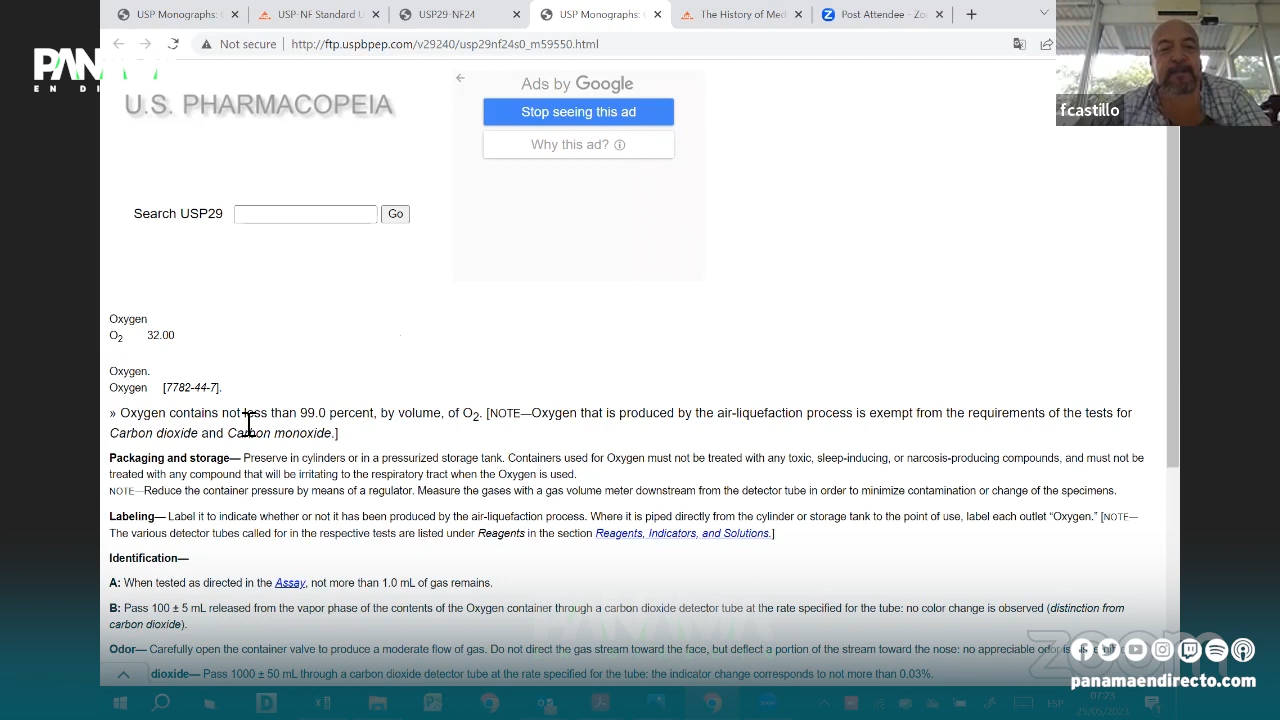 USP Monographs:
USP-NF Standard
USP29-NF24
USP Monographs:
The History of Med
Post Attendee - Zo
Not secure
http://ftp.uspbpep.com/v29240/usp29nf24s0_m59550.html
EN DI
fcastillo
U.S. PHARMACOPEIA
Ads by Google
Stop seeing this ad
Why this ad?
Search USP29
Go
Oxygen
O2 32.00
Oxygen.
Oxygen [7782-44-7].
» Oxygen contains not less than 99.0 percent, by volume, of O2. [NOTE—Oxygen that is produced by the air-liquefaction process is exempt from the requirements of the tests for
Carbon dioxide and Carbon monoxide.]
Packaging and storage— Preserve in cylinders or in a pressurized storage tank. Containers used for Oxygen must not be treated with any toxic, sleep-inducing, or narcosis-producing compounds, and must not be
treated with any compound that will be irritating to the respiratory tract when the Oxygen is used.
NOTE—Reduce the container pressure by means of a regulator. Measure the gases with a gas volume meter downstream from the detector tube in order to minimize contamination or change of the specimens.
Labeling— Label it to indicate whether or not it has been produced by the air-liquefaction process. Where it is piped directly from the cylinder or storage tank to the point of use, label each outlet “Oxygen.” [NOTE—
The various detector tubes called for in the respective tests are listed under Reagents in the section Reagents, Indicators, and Solutions.]
Identification—
A: When tested as directed in the Assay, not more than 1.0 mL of gas remains.
B: Pass 100 ± 5 mL released from the vapor phase of the contents of the Oxygen container through a carbon dioxide detector tube at the rate specified for the tube: no color change is observed (distinction from
carbon dioxide).
Odor— Carefully open the container valve to produce a moderate flow of gas. Do not direct the gas stream toward the face, but deflect a portion of the stream toward the nose: no appreciable odor
dioxide— Pass 1000 ± 50 mL through a carbon dioxide detector tube at the rate specified for the tube: the indicator change corresponds to not more than 0.03%.
zoom
panamaendirecto.com
ESP
07:23
25/05/2023